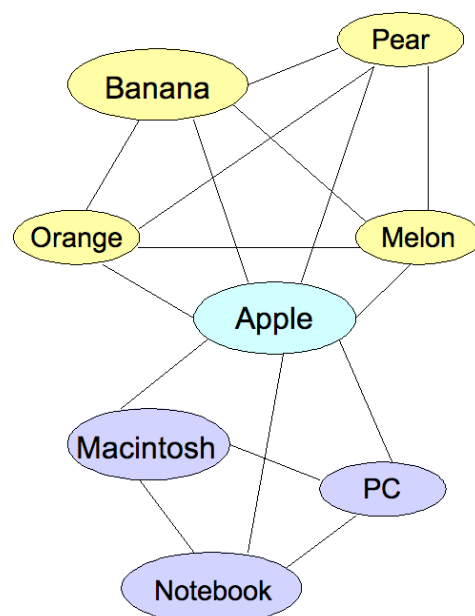 Pear
Banana
Orange
Melon
Apple
Macintosh
PC
Notebook